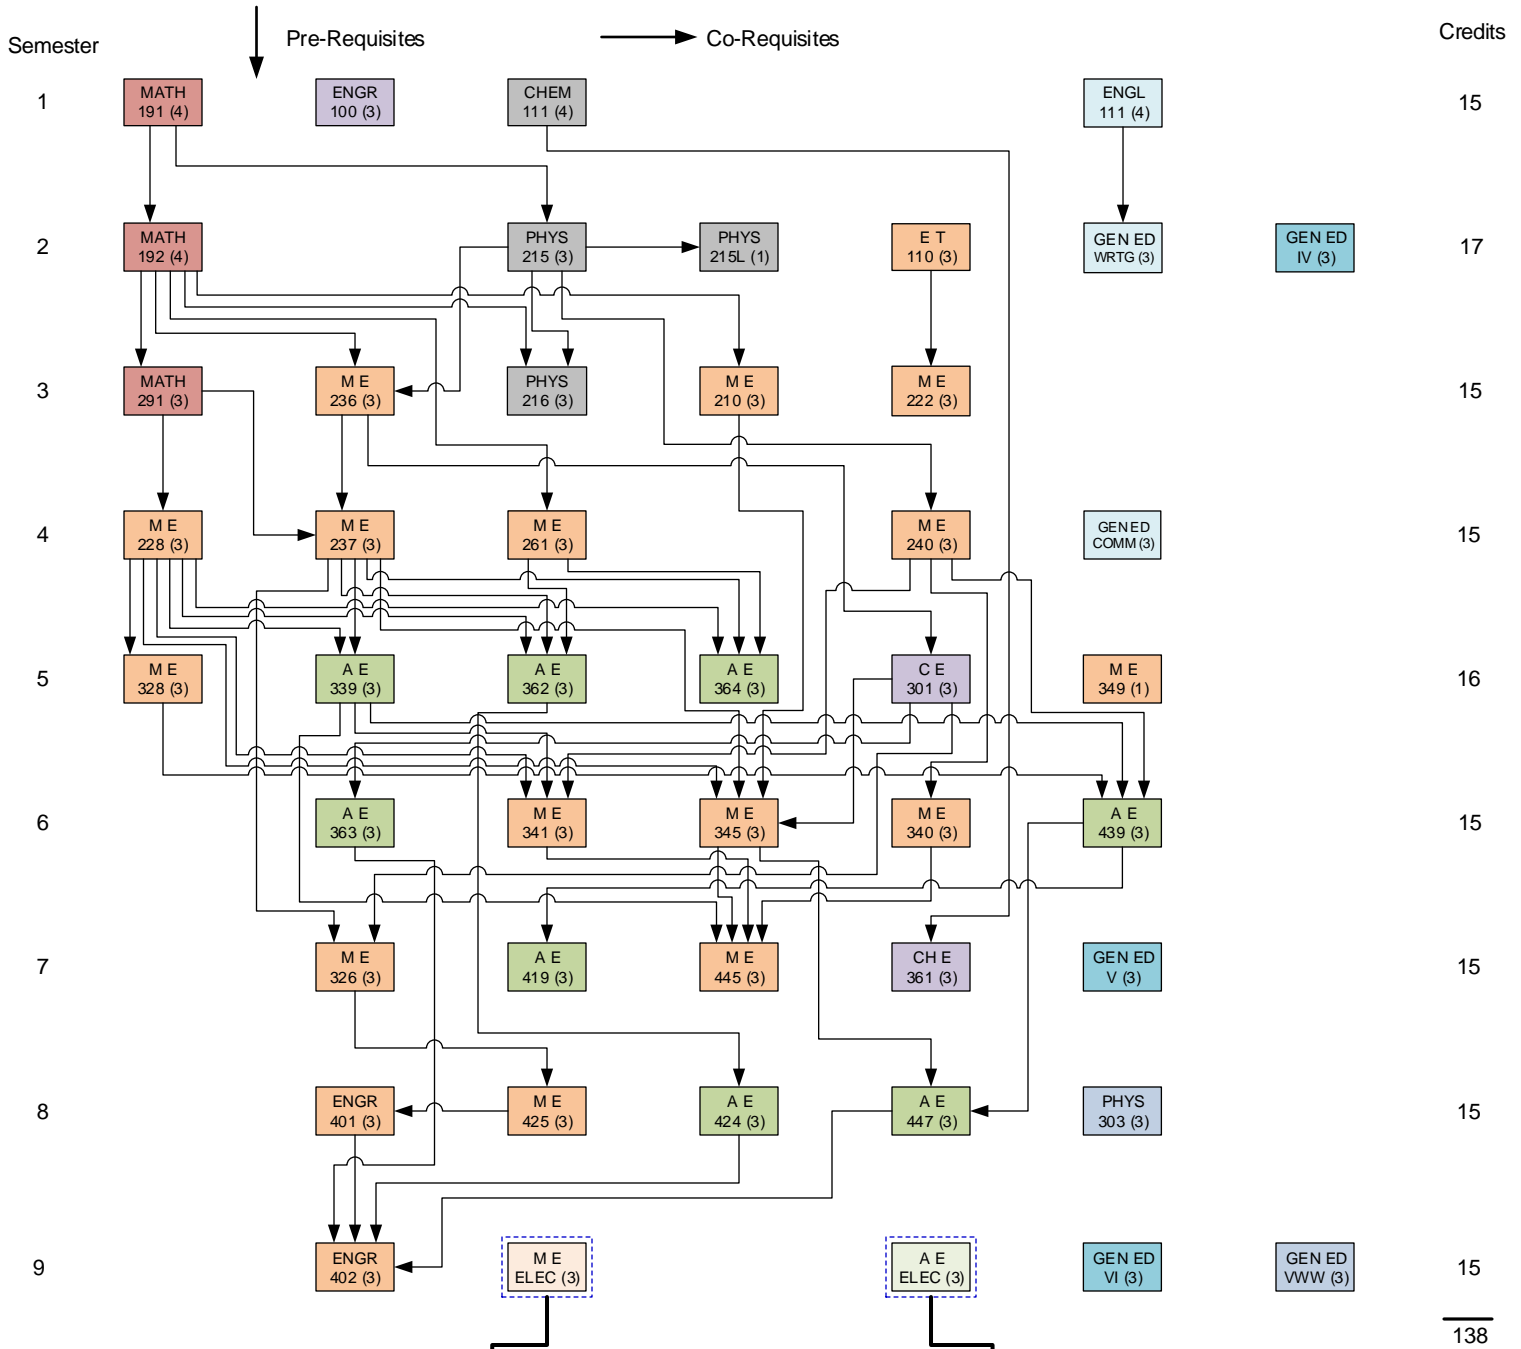 Semester
Pre-Requisites
Co-Requisites
Credits
1
MATH
191 (4)
ENGR
100 (3)
CHEM
111 (4)
ENGL
111 (4)
15
2
MATH
192 (4)
PHYS
215 (3)
PHYS
215L (1)
E T
110 (3)
GEN ED
WRTG (3)
GEN ED
IV (3)
17
3
MATH
291 (3)
M E
236 (3)
PHYS
216 (3)
M E
210 (3)
M E
222 (3)
15
4
M E
228 (3)
M E
237 (3)
M E
261 (3)
M E
240 (3)
GEN ED
COMM (3)
15
5
M E
328 (3)
A E
339 (3)
A E
362 (3)
A E
364 (3)
C E
301 (3)
M E
349 (1)
16
6
A E
363 (3)
M E
341 (3)
M E
345 (3)
M E
340 (3)
A E
439 (3)
15
7
M E
326 (3)
A E
419 (3)
M E
445 (3)
CH E
361 (3)
GEN ED
V (3)
15
8
ENGR
401 (3)
M E
425 (3)
A E
424 (3)
A E
447 (3)
PHYS
303 (3)
15
9
ENGR
402 (3)
M E
ELEC (3)
A E
ELEC (3)
GEN ED
VI (3)
GEN ED
VWW (3)
15
138